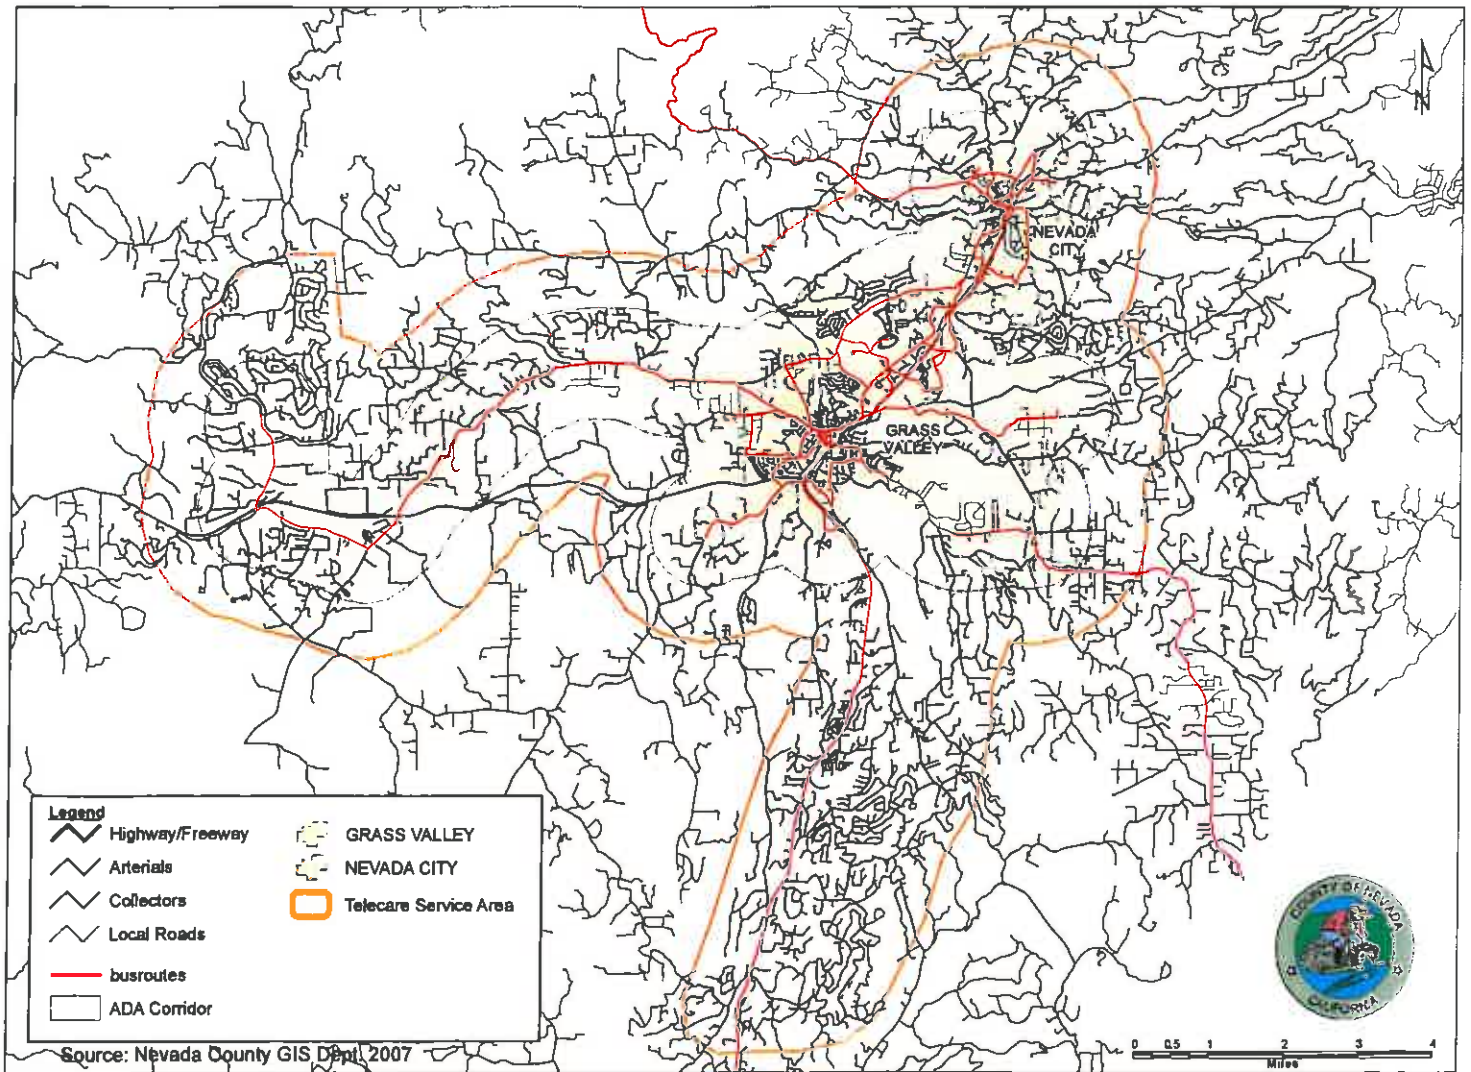 NEVADA
CITY
GRASS
VALLEY
Legend
Highway/Freeway
Arterials
Collectors
Local Roads
busroutes
ADA Corridor
GRASS VALLEY
NEVADA CITY
Telecare Service Area
Source: Nevada County GIS Dept. 2007
COUNTY OF NEVADA
CALIFORNIA
N
0 0.5 1 2 3 4
Miles